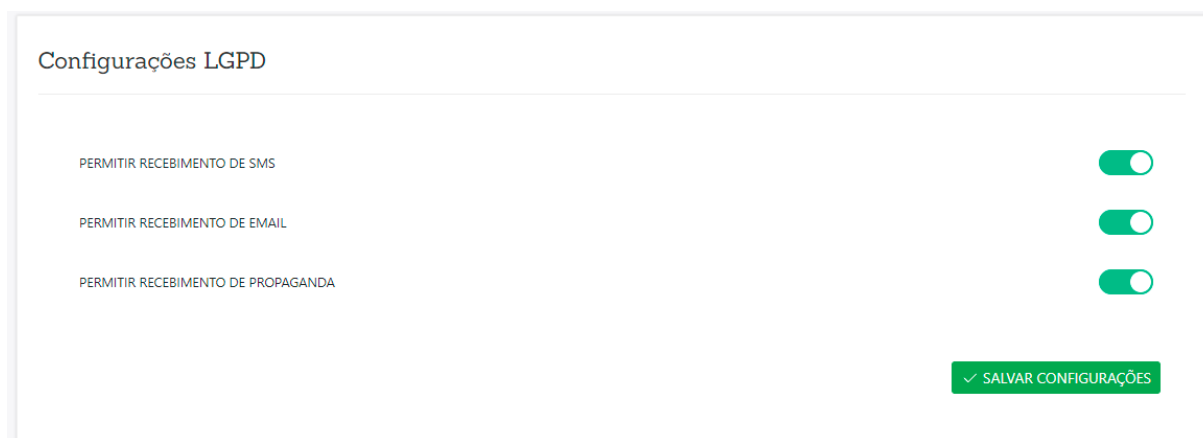 Configurações LGPD
PERMITIR RECEBIMENTO DE SMS
PERMITIR RECEBIMENTO DE EMAIL
PERMITIR RECEBIMENTO DE PROPAGANDA
SALVAR CONFIGURAÇÕES